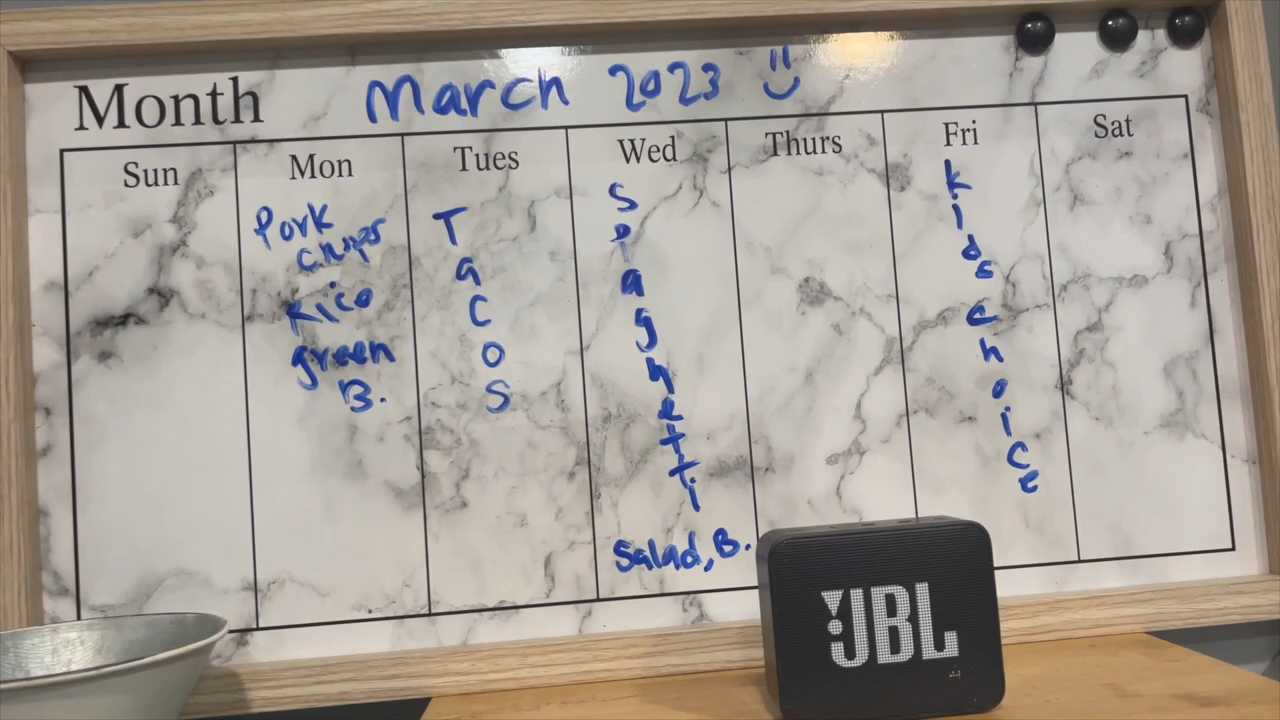 Month March 2023
Sun Mon Tues Wed Thurs Fri Sat
Pork
Chops
Rice
green
B.
Tacos
Spaghetti
Salad, B.
kids choice
JBL